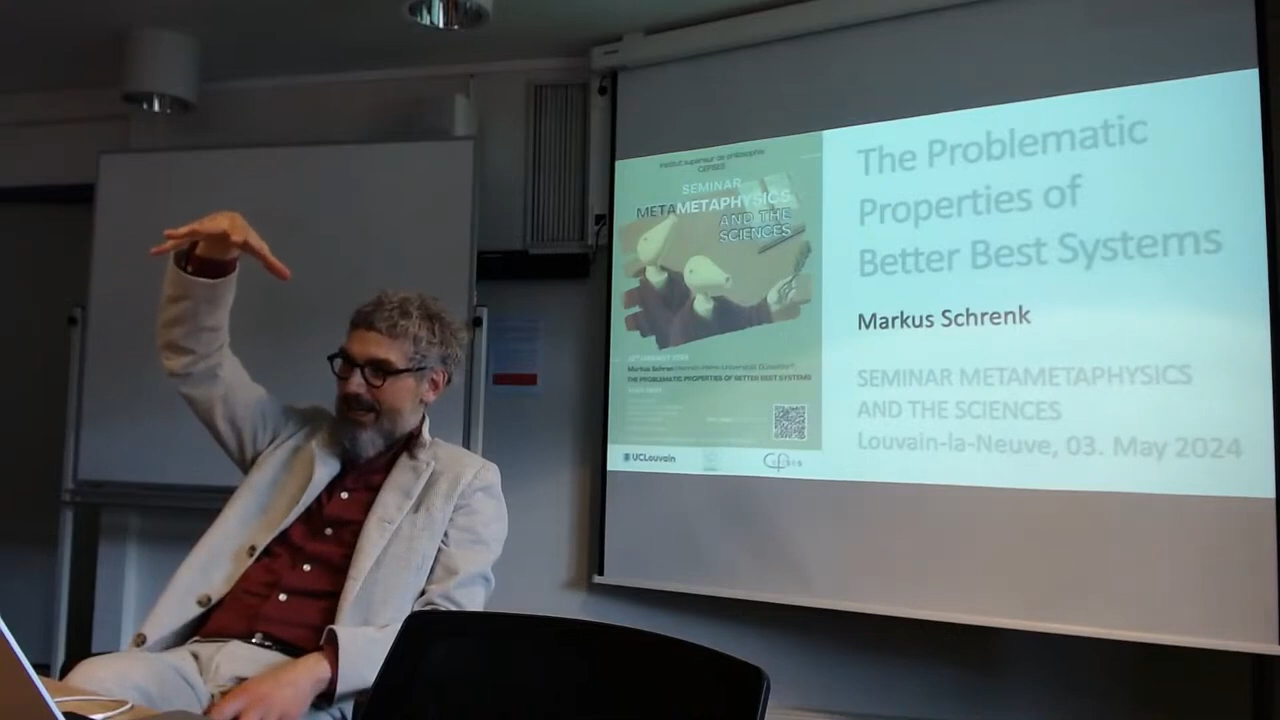 Institut supérieur de philosophie
CEFISES
SEMINAR
METAMETAPHYSICS
AND THE
SCIENCES
Markus Schrenk
THE PROBLEMATIC PROPERTIES OF BETTER BEST SYSTEMS
UCLouvain
The Problematic
Properties of
Better Best Systems
Markus Schrenk
SEMINAR METAMETAPHYSICS
AND THE SCIENCES
Louvain-la-Neuve, 03. May 2024